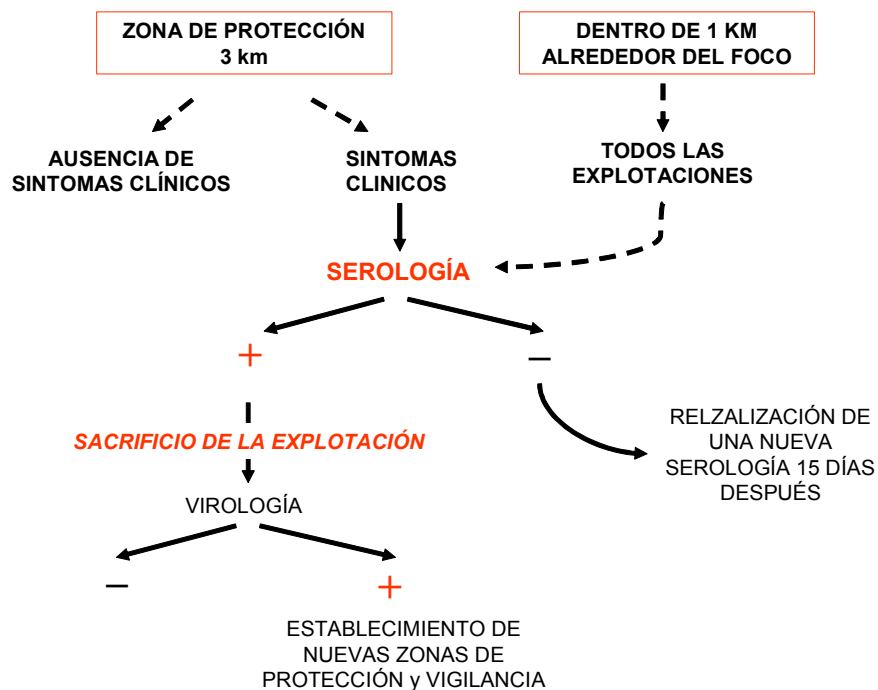 ZONA DE PROTECCIÓN
3 km
DENTRO DE 1 KM
ALREDEDOR DEL FOCO
AUSENCIA DE
SINTOMAS CLÍNICOS
SINTOMAS
CLINICOS
TODOS LAS
EXPLOTACIONES
SEROLOGÍA
+
–
SACRIFICIO DE LA EXPLOTACIÓN
RELZALIZACIÓN DE
UNA NUEVA
SEROLOGÍA 15 DÍAS
DESPUÉS
VIROLOGÍA
–
+
ESTABLECIMIENTO DE
NUEVAS ZONAS DE
PROTECCIÓN y VIGILANCIA